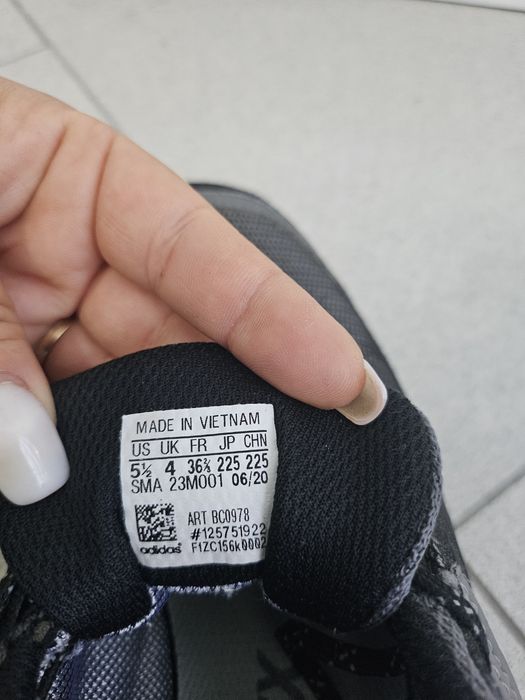 MADE IN VIETNAM
US UK FR JP CHN
5½ 4 36⅔ 225 225
SMA 23M001 06/20
ART BC0978
#125751922
adidas F1ZC156K0002